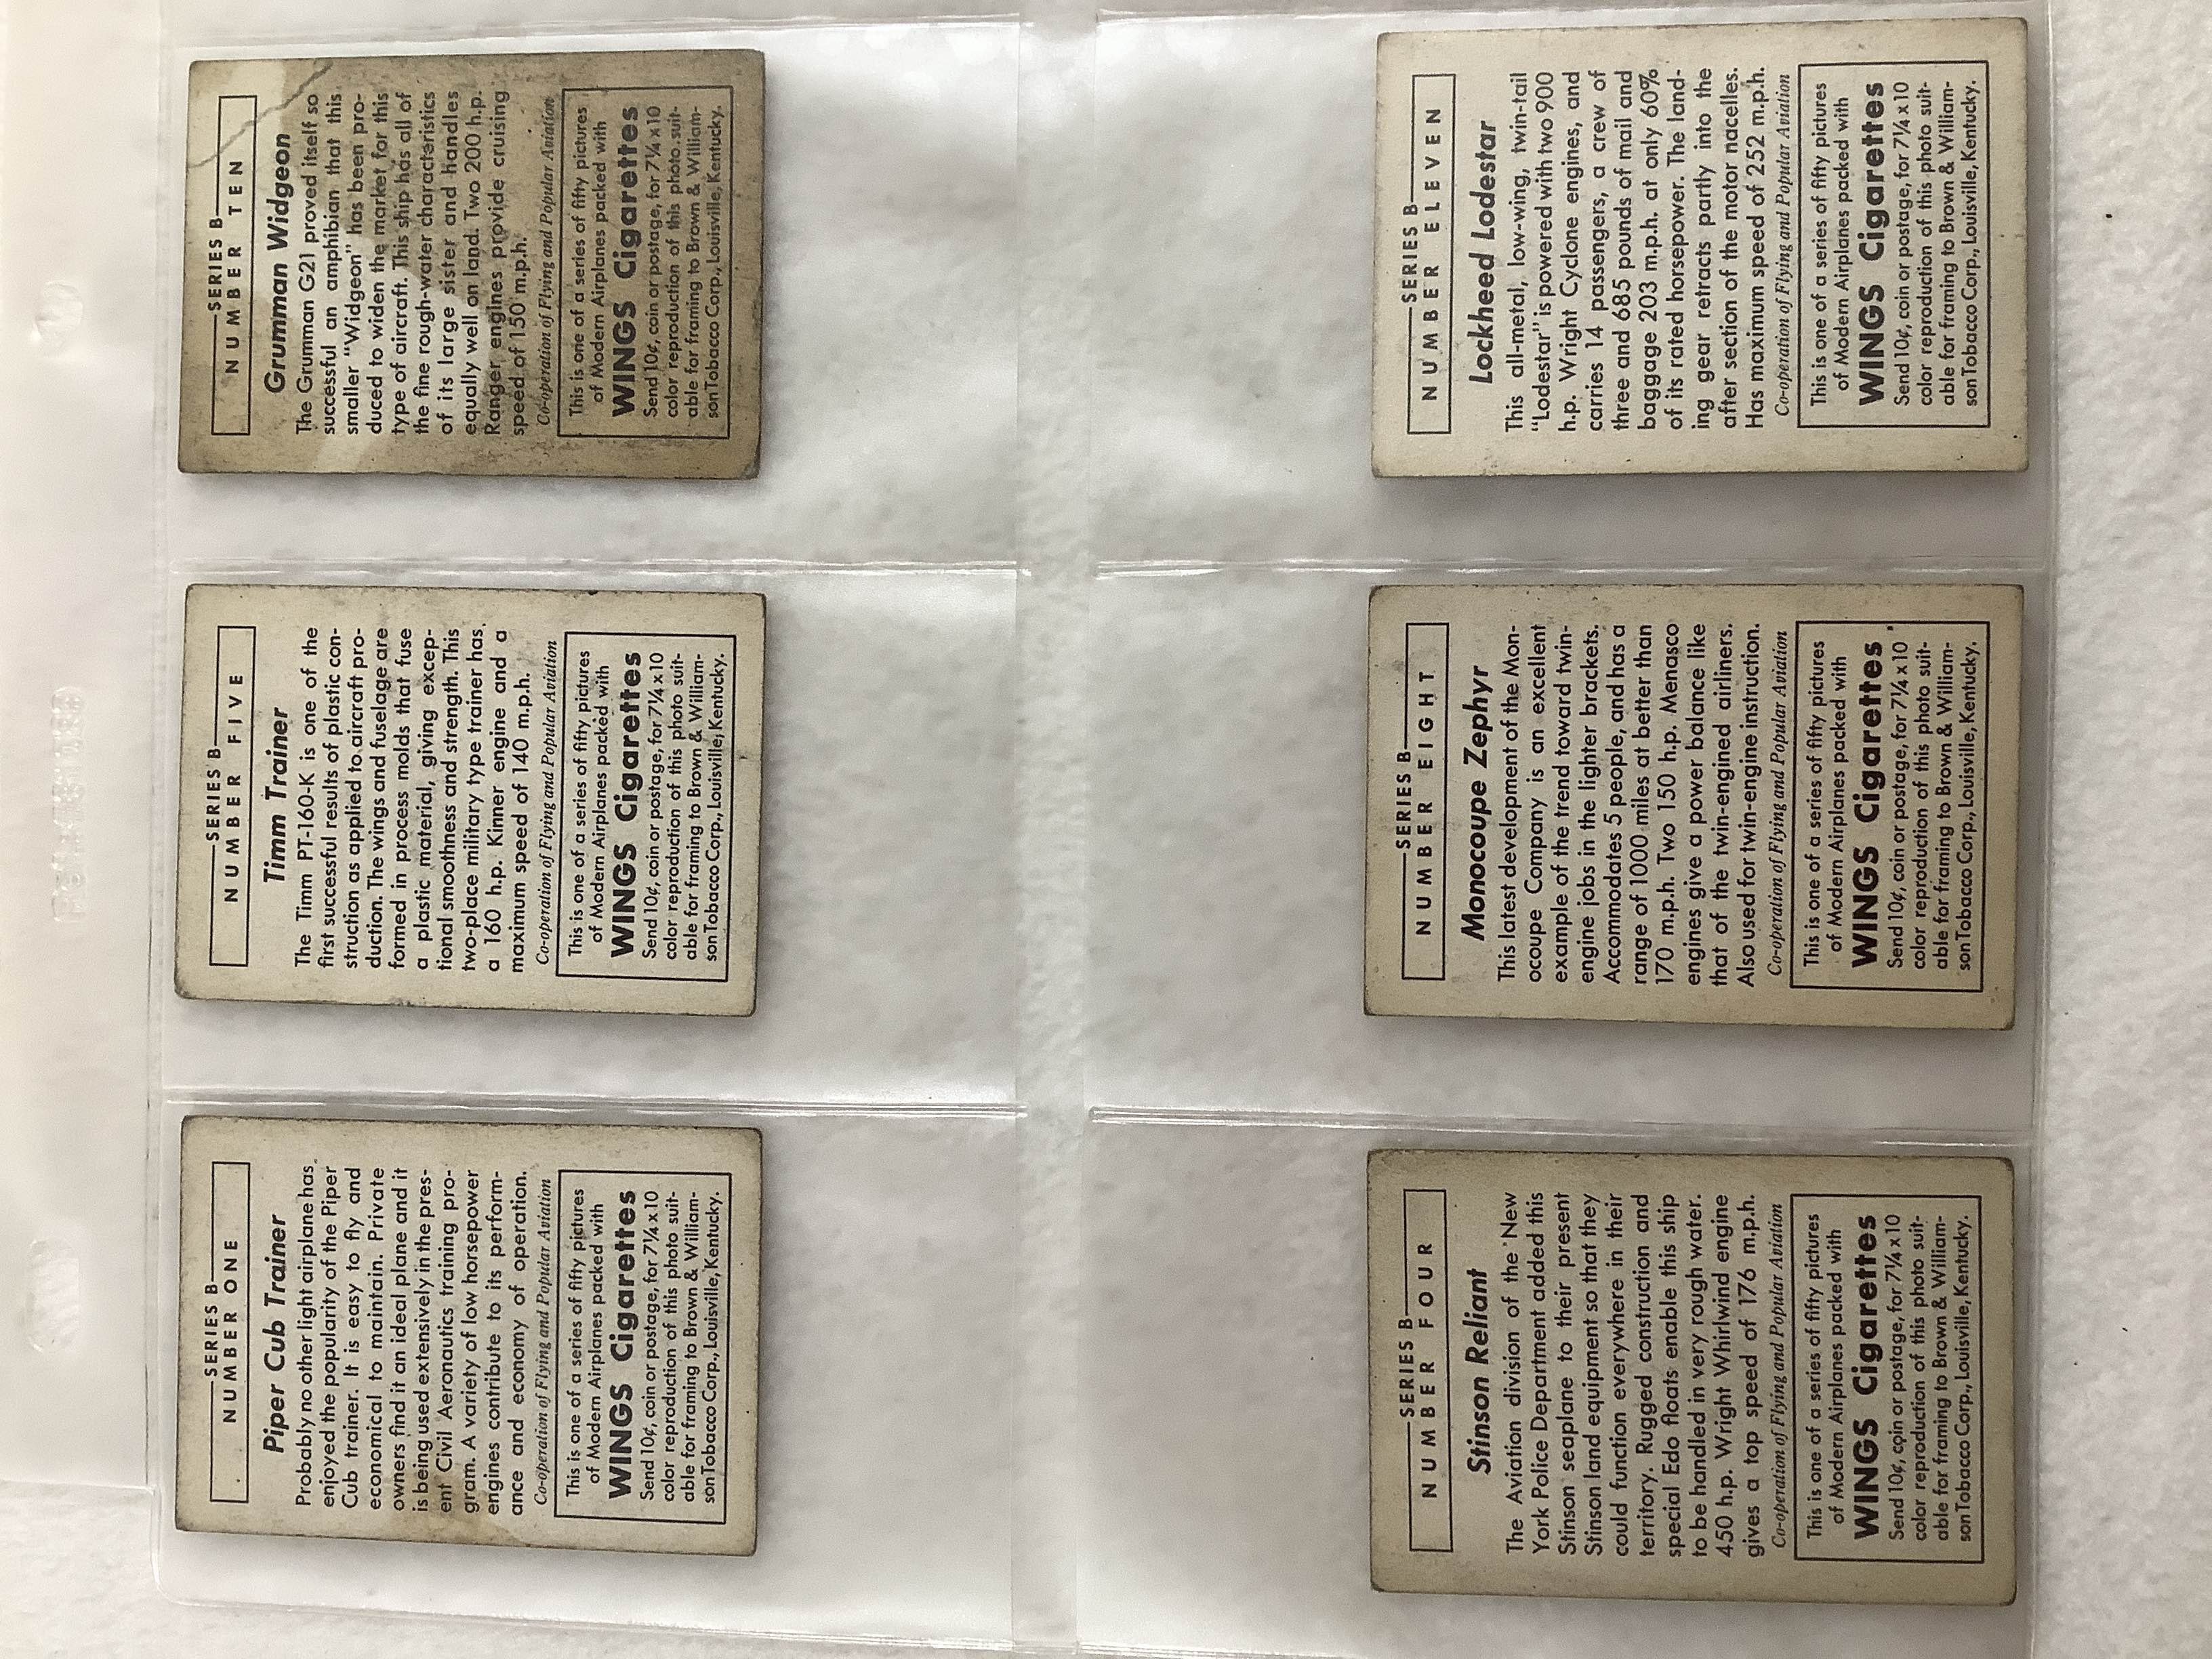 SERIES B
NUMBER ONE
Piper Cub Trainer
Probably no other light airplane has
enjoyed the popularity of the Piper
Cub trainer. It is easy to fly and
economical to maintain. Private
owners find it an ideal plane and it
is being used extensively in the pres-
ent Civil Aeronautics training pro-
gram. A variety of low horsepower
engines contribute to its perform-
ance and economy of operation.
Co-operation of Flying and Popular Aviation
This is one of a series of fifty pictures
of Modern Airplanes packed with
WINGS Cigarettes
Send 10¢, coin or postage, for 7¼ x 10
color reproduction of this photo suit-
able for framing to Brown & William-
son Tobacco Corp., Louisville, Kentucky.
SERIES B
NUMBER FIVE
Timm Trainer
The Timm PT-160-K is one of the
first successful results of plastic con-
struction as applied to aircraft pro-
duction. The wings and fuselage are
formed in process molds that fuse
a plastic material, giving excep-
tional smoothness and strength. This
two-place military type trainer has
a 160 h.p. Kinner engine and a
maximum speed of 140 m.p.h.
Co-operation of Flying and Popular Aviation
This is one of a series of fifty pictures
of Modern Airplanes packed with
WINGS Cigarettes
Send 10¢, coin or postage, for 7¼ x 10
color reproduction of this photo suit-
able for framing to Brown & William-
son Tobacco Corp., Louisville, Kentucky.
SERIES B
NUMBER TEN
Grumman Widgeon
The Grumman G21 proved itself so
successful an amphibian that this
smaller "Widgeon" has been pro-
duced to widen the market for this
type of aircraft. This ship has all of
the fine rough-water characteristics
of its large sister and handles
equally well on land. Two 200 h.p.
Ranger engines provide cruising
speed of 150 m.p.h.
Co-operation of Flying and Popular Aviation
This is one of a series of fifty pictures
of Modern Airplanes packed with
WINGS Cigarettes
Send 10¢, coin or postage, for 7¼ x 10
color reproduction of this photo suit-
able for framing to Brown & William-
son Tobacco Corp., Louisville, Kentucky.
SERIES B
NUMBER FOUR
Stinson Reliant
The Aviation division of the New
York Police Department added this
Stinson seaplane to their present
Stinson land equipment so that they
could function everywhere in their
territory. Rugged construction and
special Edo floats enable this ship
to be handled in very rough water.
450 h.p. Wright Whirlwind engine
gives a top speed of 176 m.p.h.
Co-operation of Flying and Popular Aviation
This is one of a series of fifty pictures
of Modern Airplanes packed with
WINGS Cigarettes
Send 10¢, coin or postage, for 7¼ x 10
color reproduction of this photo suit-
able for framing to Brown & William-
son Tobacco Corp., Louisville, Kentucky.
SERIES B
NUMBER EIGHT
Monocoupe Zephyr
This latest development of the Mon-
ocoupe Company is an excellent
example of the trend toward twin-
engine jobs in the lighter brackets.
Accommodates 5 people, and has a
range of 1000 miles at better than
170 m.p.h. Two 150 h.p. Menasco
engines give a power balance like
that of the twin-engined airliners.
Also used for twin-engine instruction.
Co-operation of Flying and Popular Aviation
This is one of a series of fifty pictures
of Modern Airplanes packed with
WINGS Cigarettes
Send 10¢, coin or postage, for 7¼ x 10
color reproduction of this photo suit-
able for framing to Brown & William-
son Tobacco Corp., Louisville, Kentucky.
SERIES B
NUMBER ELEVEN
Lockheed Lodestar
This all-metal, low-wing, twin-tail
"Lodestar" is powered with two 900
h.p. Wright Cyclone engines, and
carries 14 passengers, a crew of
three and 685 pounds of mail and
baggage 203 m.p.h. at only 60%
of its rated horsepower. The land-
ing gear retracts partly into the
after section of the motor nacelles.
Has maximum speed of 252 m.p.h.
Co-operation of Flying and Popular Aviation
This is one of a series of fifty pictures
of Modern Airplanes packed with
WINGS Cigarettes
Send 10¢, coin or postage, for 7¼ x 10
color reproduction of this photo suit-
able for framing to Brown & William-
son Tobacco Corp., Louisville, Kentucky.